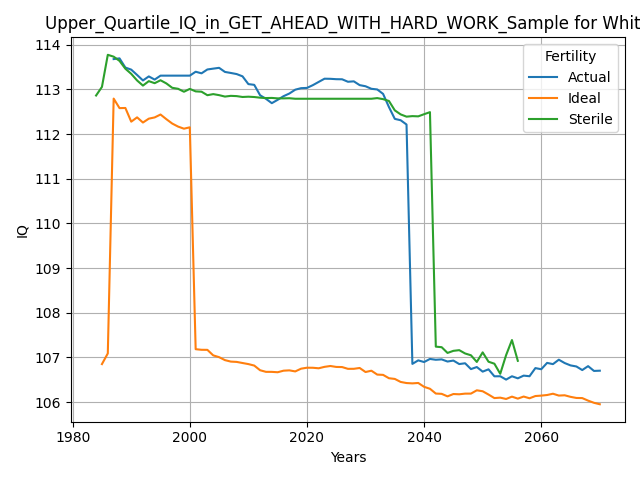 Upper_Quartile_IQ_in_GET_AHEAD_WITH_HARD_WORK_Sample for Whit
114
113
112
111
110
109
108
107
106
IQ
1980
2000
2020
2040
2060
Years
Fertility
Actual
Ideal
Sterile